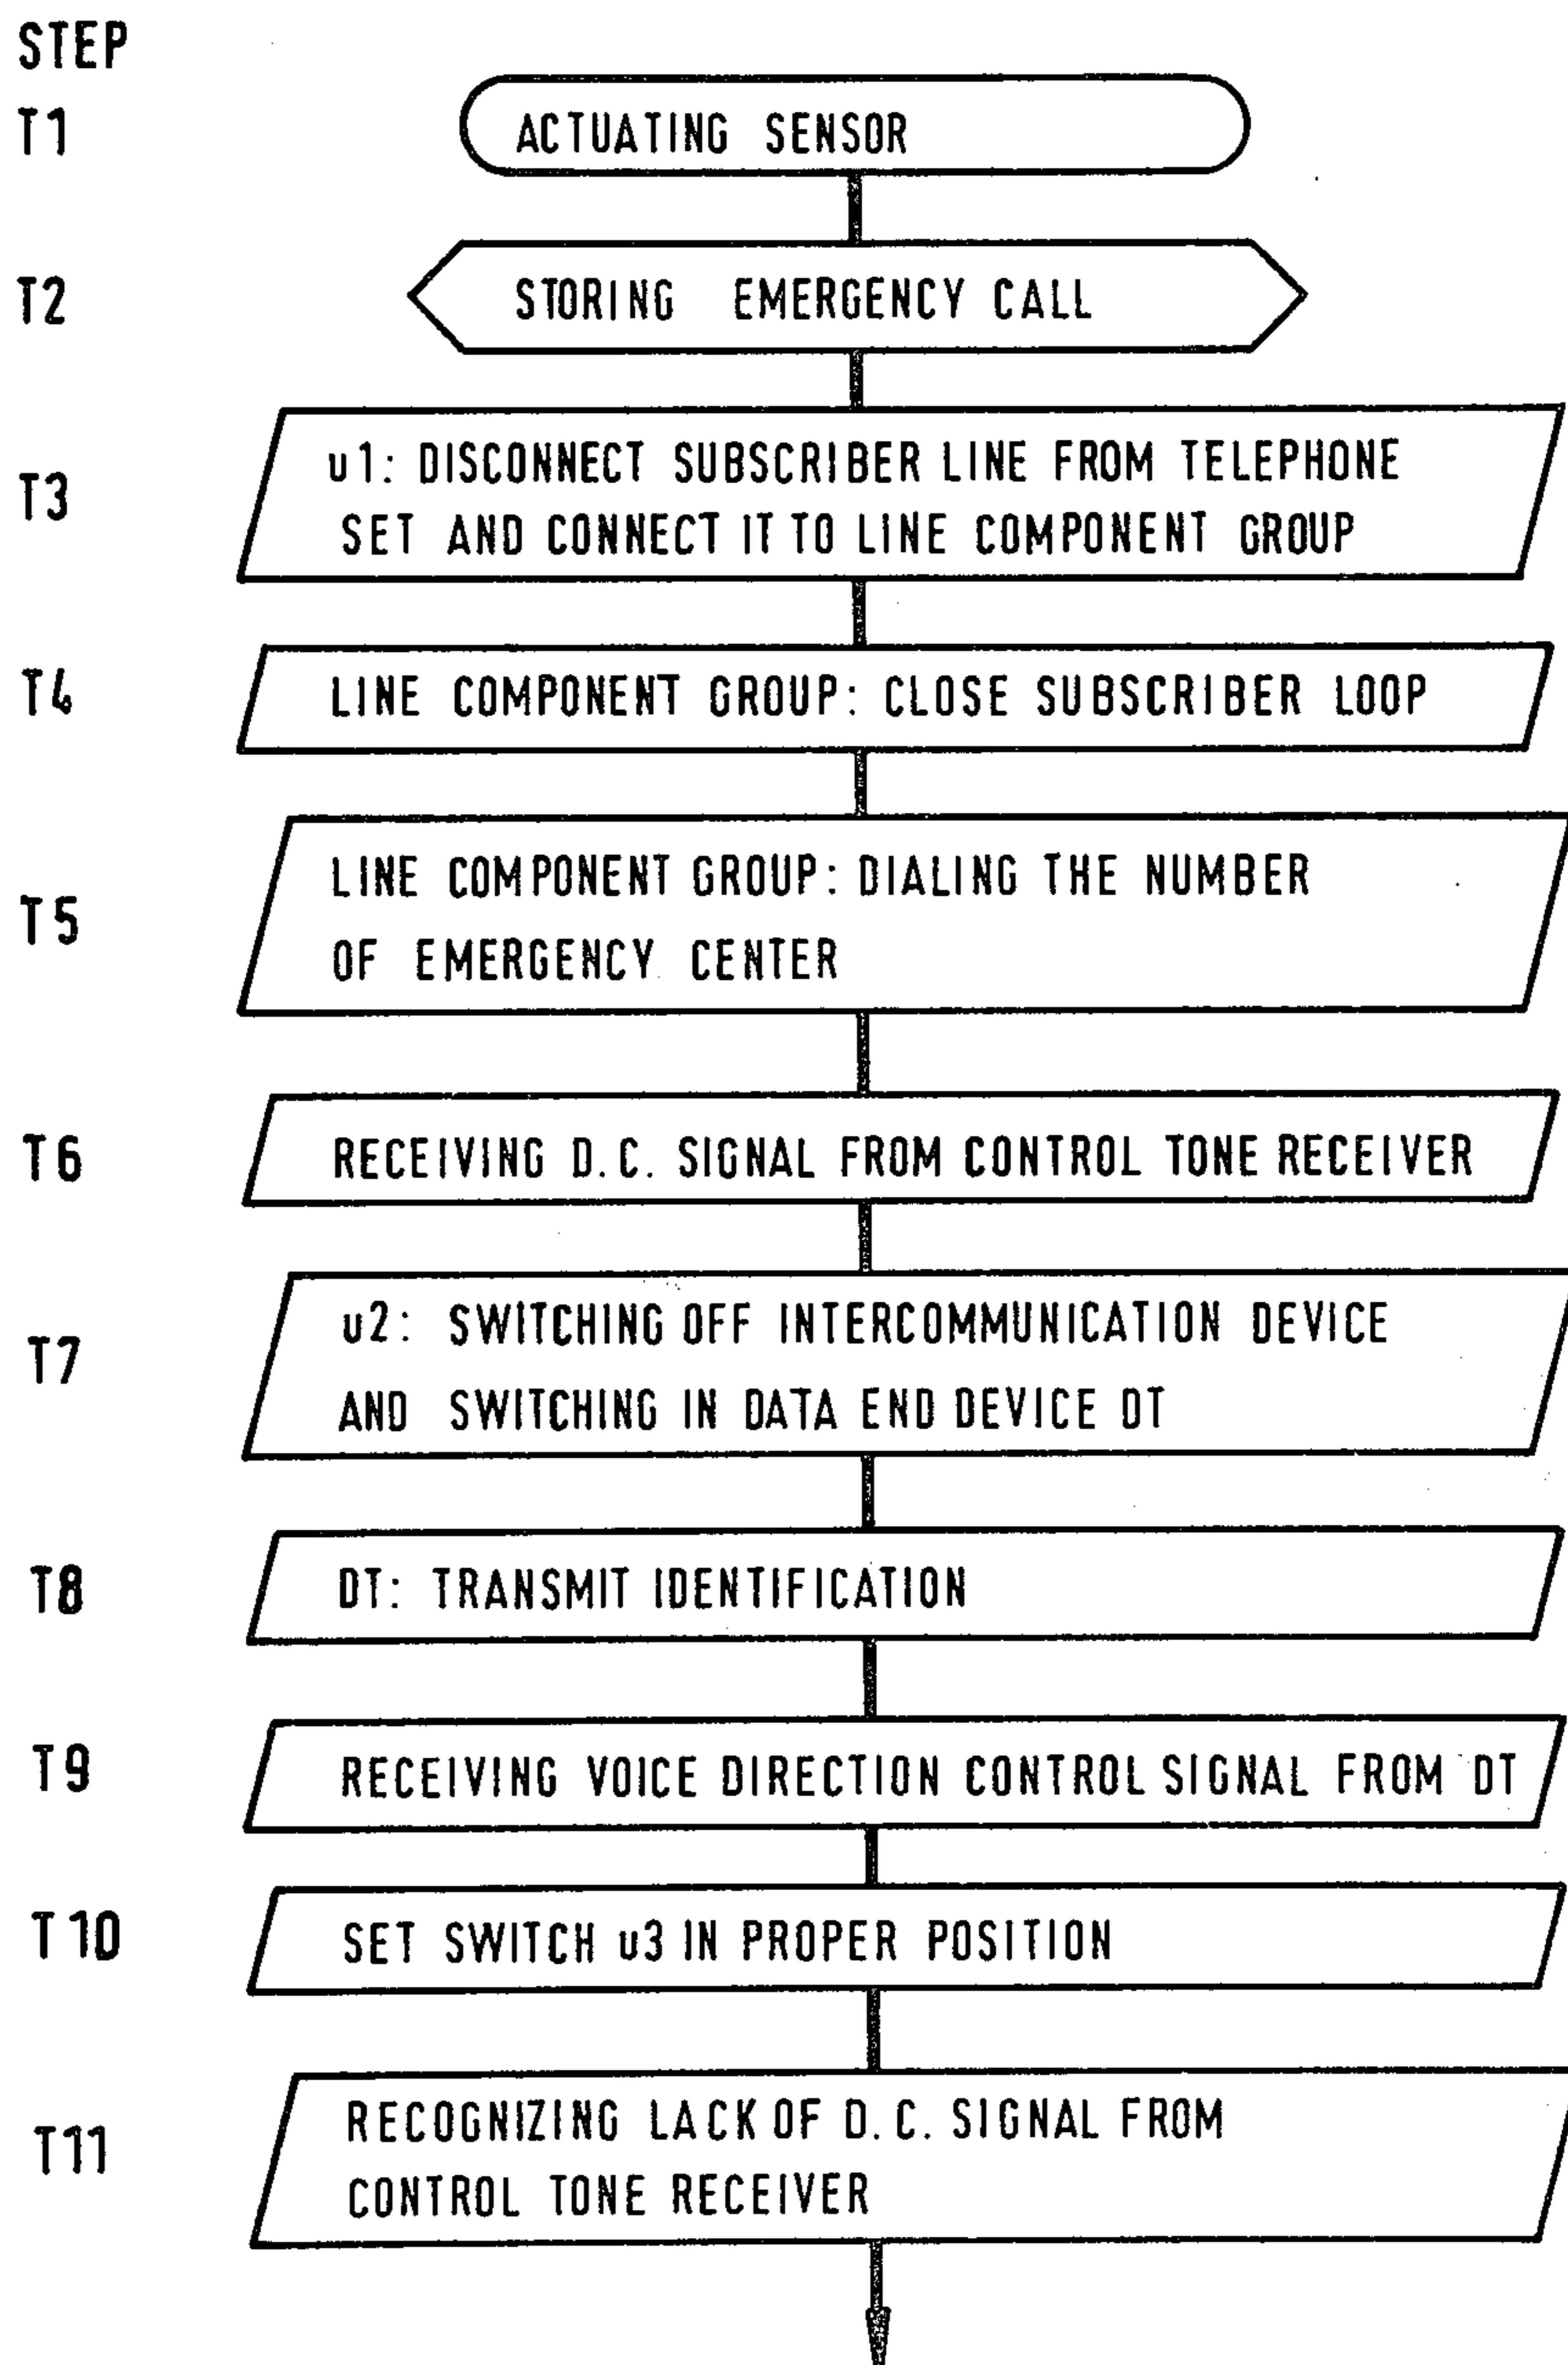 STEP
T1 ACTUATING SENSOR
T2 STORING EMERGENCY CALL
T3 u1: DISCONNECT SUBSCRIBER LINE FROM TELEPHONE
SET AND CONNECT IT TO LINE COMPONENT GROUP
T4 LINE COMPONENT GROUP: CLOSE SUBSCRIBER LOOP
T5 LINE COMPONENT GROUP: DIALING THE NUMBER
OF EMERGENCY CENTER
T6 RECEIVING D.C. SIGNAL FROM CONTROL TONE RECEIVER
T7 u2: SWITCHING OFF INTERCOMMUNICATION DEVICE
AND SWITCHING IN DATA END DEVICE DT
T8 DT: TRANSMIT IDENTIFICATION
T9 RECEIVING VOICE DIRECTION CONTROL SIGNAL FROM DT
T10 SET SWITCH u3 IN PROPER POSITION
T11 RECOGNIZING LACK OF D.C. SIGNAL FROM
CONTROL TONE RECEIVER